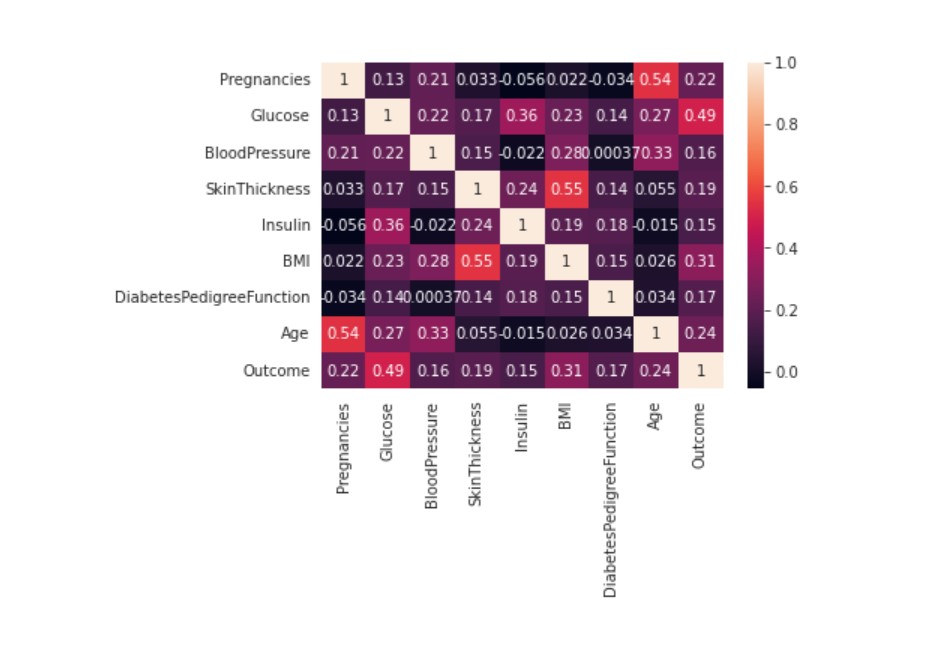 1.0
Pregnancies 1 0.13 0.21 0.033 -0.056 0.022 -0.034 0.54 0.22
Glucose 0.13 1 0.22 0.17 0.36 0.23 0.14 0.27 0.49
0.8
BloodPressure 0.21 0.22 1 0.15 -0.022 0.28 0.00037 0.33 0.16
SkinThickness 0.033 0.17 0.15 1 0.24 0.55 0.14 0.055 0.19
0.6
Insulin -0.056 0.36 -0.022 0.24 1 0.19 0.18 -0.015 0.15
0.4
BMI 0.022 0.23 0.28 0.55 0.19 1 0.15 0.026 0.31
DiabetesPedigreeFunction -0.034 0.14 0.00037 0.14 0.18 0.15 1 0.034 0.17
0.2
Age 0.54 0.27 0.33 0.055 -0.015 0.026 0.034 1 0.24
Outcome 0.22 0.49 0.16 0.19 0.15 0.31 0.17 0.24 1
0.0
Pregnancies
Glucose
BloodPressure
SkinThickness
Insulin
BMI
DiabetesPedigreeFunction
Age
Outcome